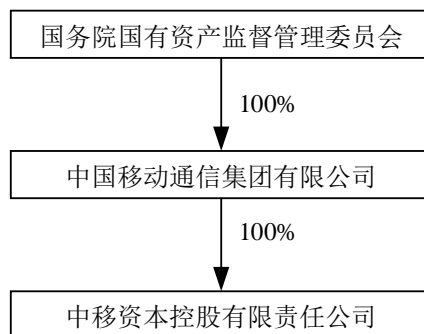 国务院国有资产监督管理委员会
100%
中国移动通信集团有限公司
100%
中移资本控股有限责任公司